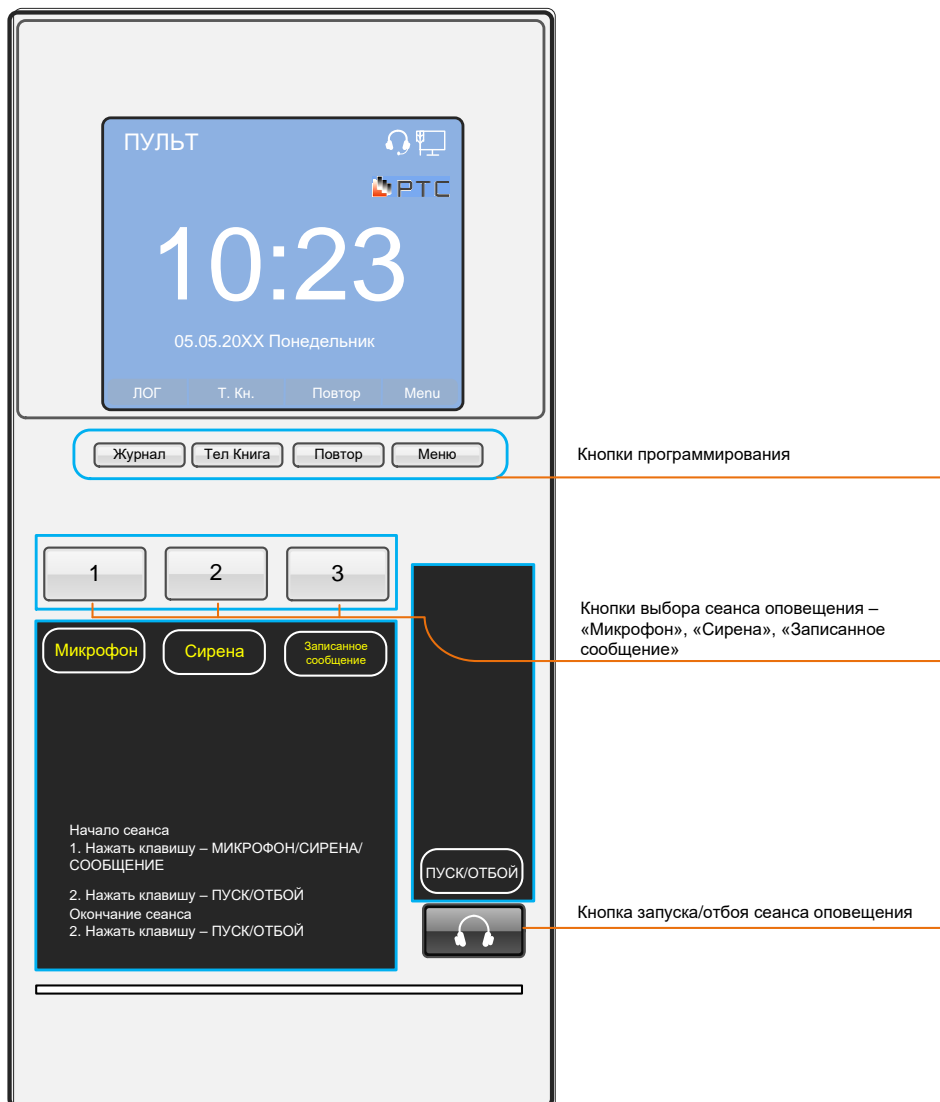 ПУЛЬТ
РТС
10:23
05.05.20XX Понедельник
ЛОГ Т. Кн. Повтор Menu
Журнал Тел Книга Повтор Меню
Кнопки программирования
1 2 3
Кнопки выбора сеанса оповещения –
«Микрофон», «Сирена», «Записанное
сообщение»
Микрофон Сирена Записанное
сообщение
Начало сеанса
1. Нажать клавишу – МИКРОФОН/СИРЕНА/
СООБЩЕНИЕ
2. Нажать клавишу – ПУСК/ОТБОЙ
Окончание сеанса
2. Нажать клавишу – ПУСК/ОТБОЙ
ПУСК/ОТБОЙ
Кнопка запуска/отбоя сеанса оповещения